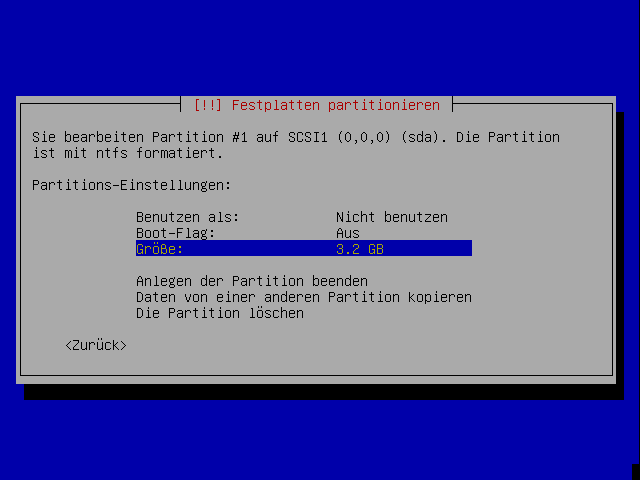 [!!] Festplatten partitionieren
Sie bearbeiten Partition #1 auf SCSI1 (0,0,0) (sda). Die Partition
ist mit ntfs formatiert.
Partitions-Einstellungen:
Benutzen als: Nicht benutzen
Boot-Flag: Aus
Größe: 3.2 GB
Anlegen der Partition beenden
Daten von einer anderen Partition kopieren
Die Partition löschen
<Zurück>